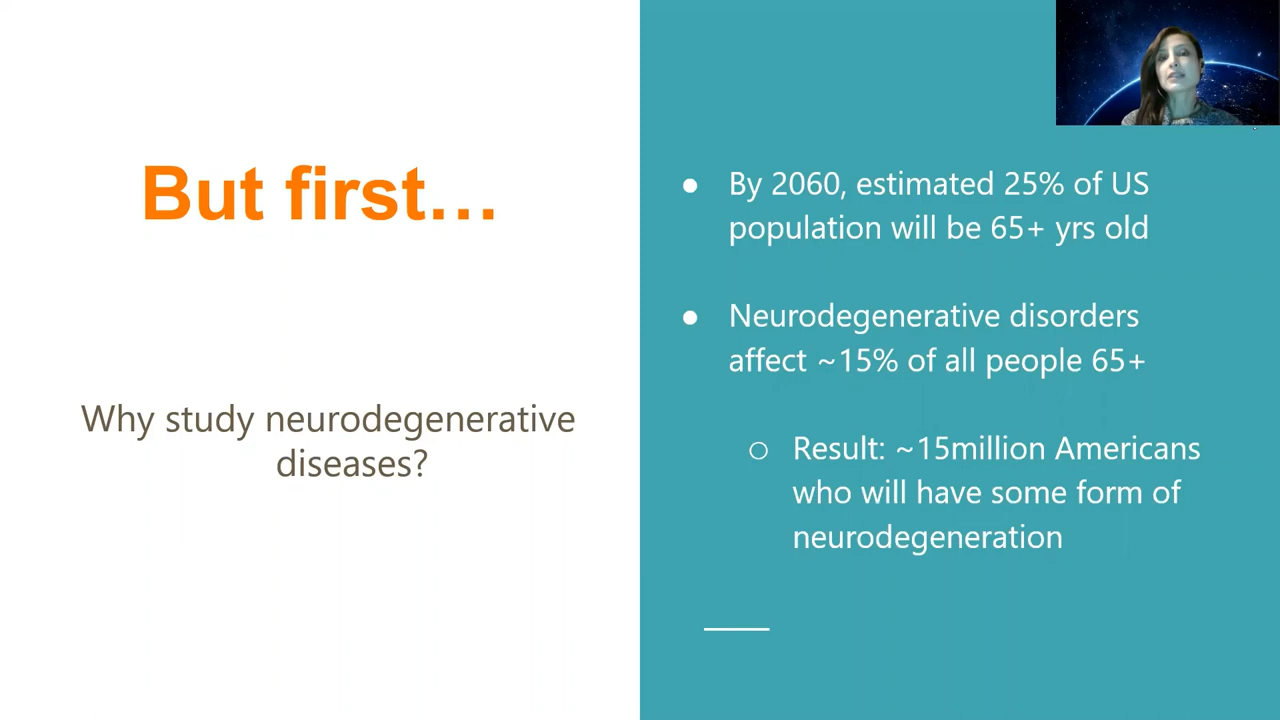 But first…
Why study neurodegenerative
diseases?
● By 2060, estimated 25% of US
population will be 65+ yrs old
● Neurodegenerative disorders
affect ~15% of all people 65+
○ Result: ~15million Americans
who will have some form of
neurodegeneration